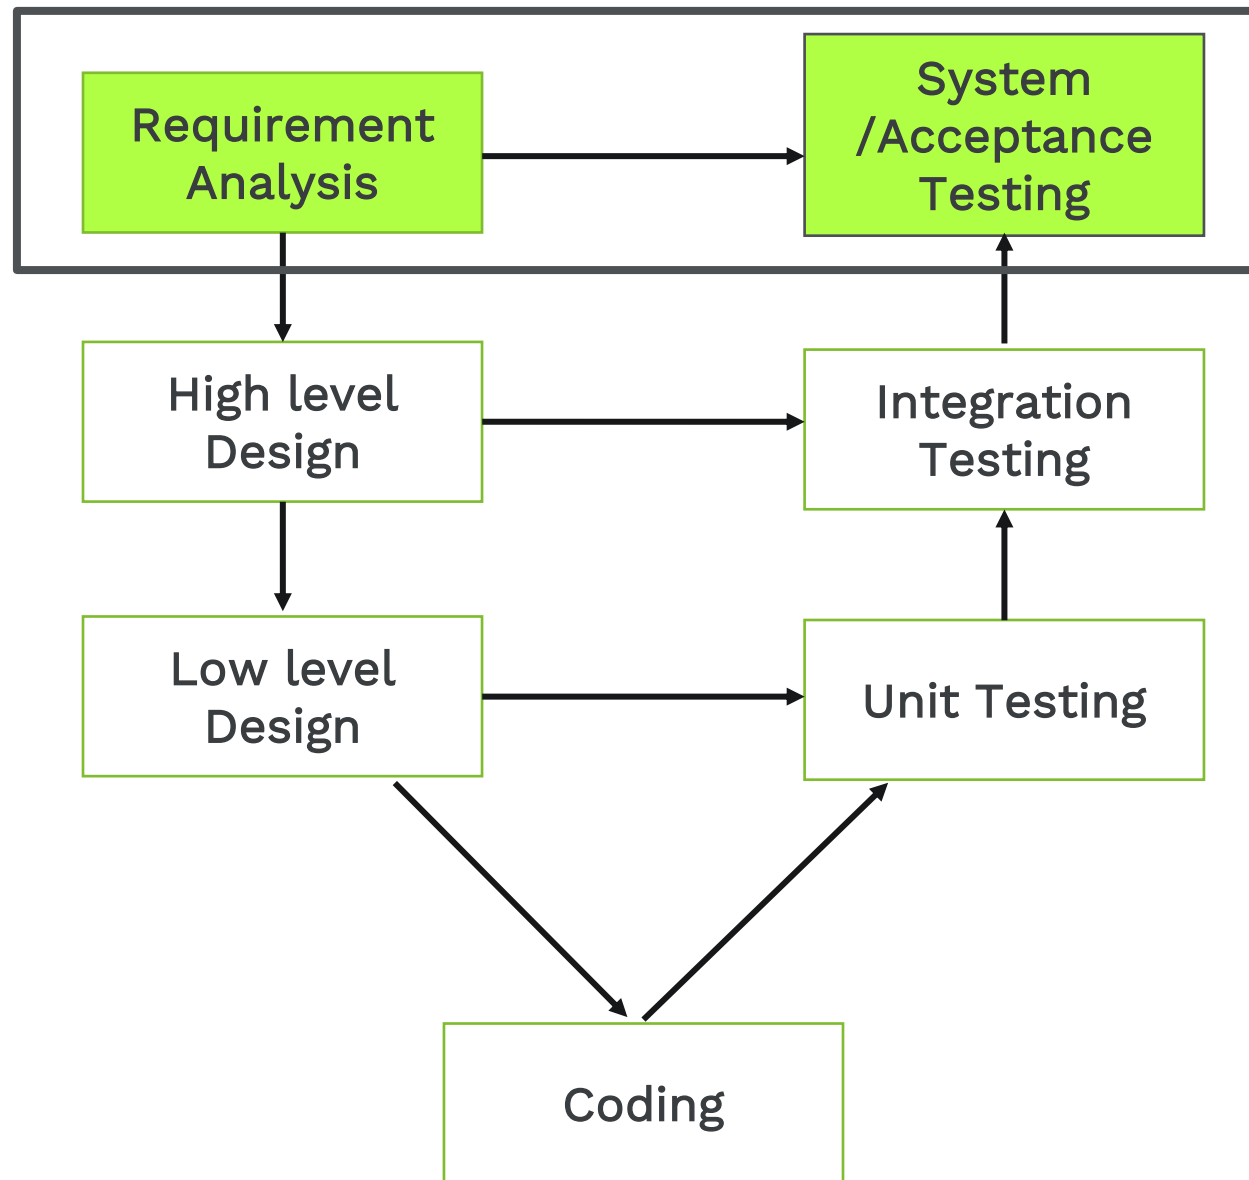 Requirement
Analysis
System
/Acceptance
Testing
High level
Design
Integration
Testing
Low level
Design
Unit Testing
Coding